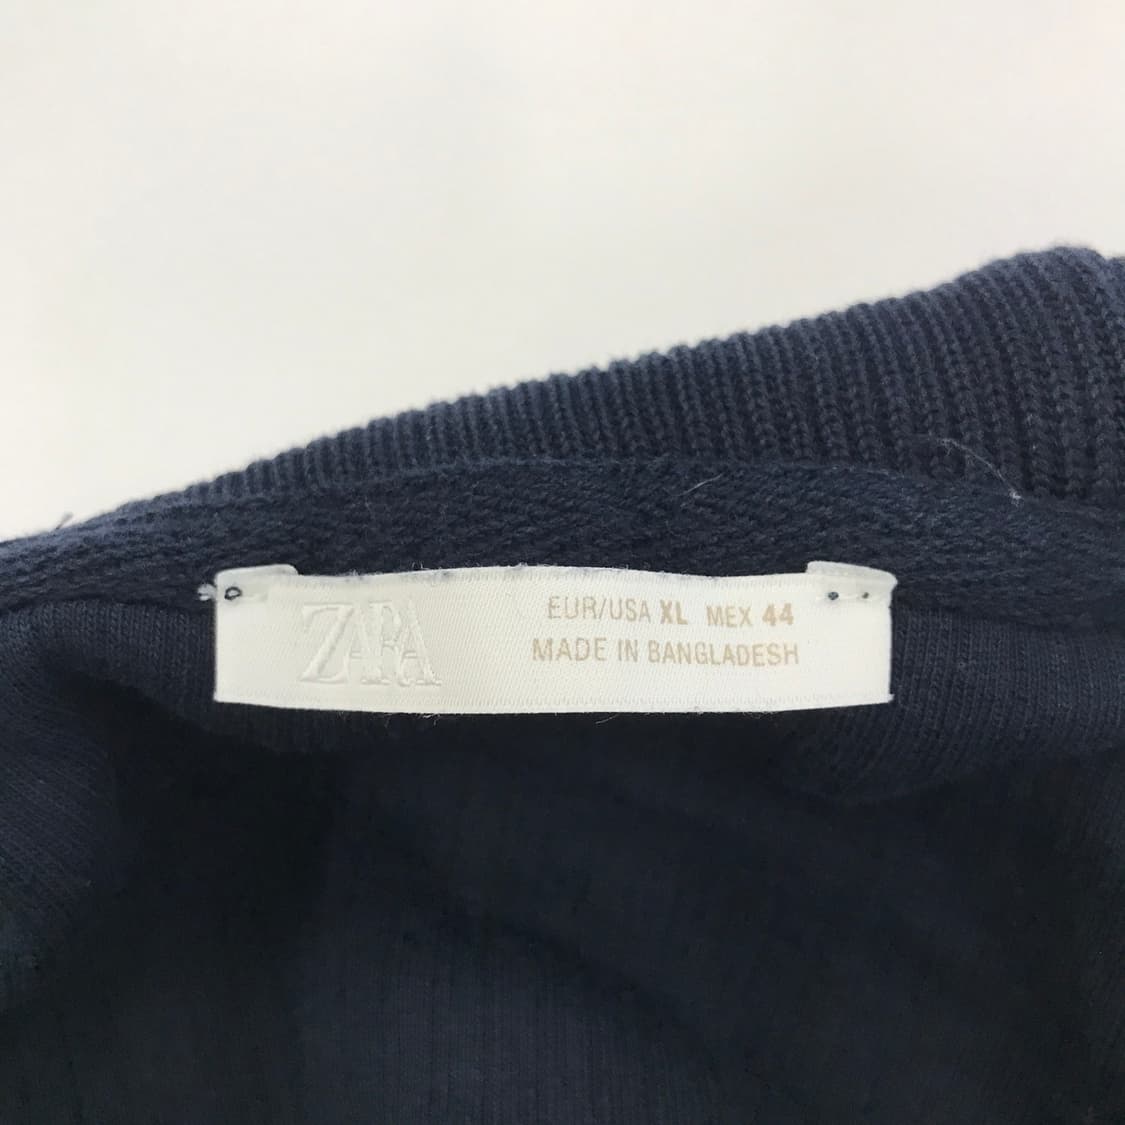 ZARA
EUR/USA XL MEX 44
MADE IN BANGLADESH